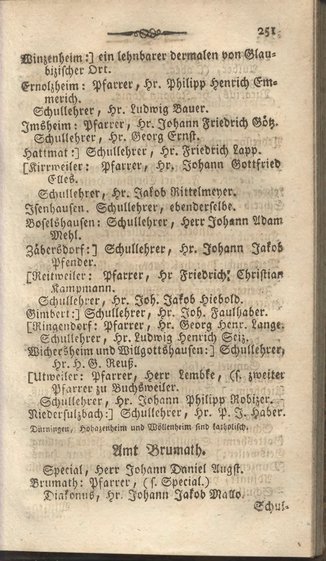 251
Winzenheim:] ein lehnbarer dermalen von Glau-
bizischer Ort.
Ernolzheim: Pfarrer, Hr. Philipp Henrich Em-
merich.
Schullehrer, Hr. Ludwig Bauer.
Imsheim: Pfarrer, Hr. Johann Friedrich Götz.
Schullehrer, Hr. Georg Ernst.
Hattmat:] Schullehrer, Hr. Friedrich Lapp.
[Kirrweiler: Pfarrer, Hr. Johann Gottfried
Elles.
Schullehrer, Hr. Jakob Rittelmeyer.
Isenhausen. Schullehrer, ebenderselbe.
Boselshausen: Schullehrer, Herr Johann Adam
Mehl.
Zäbersdorf:] Schullehrer, Hr. Johann Jakob
Pfender.
[Reitweiler: Pfarrer, Hr Friedrich Christian
Kampmann.
Schullehrer, Hr. Joh. Jakob Hiebold.
Gimbert:] Schullehrer, Hr. Joh. Faulhaber.
[Ringendorf: Pfarrer, Hr. Georg Henr. Lange.
Schullehrer, Hr. Ludwig Henrich Seiz.
Wickersheim und Willgottshausen:] Schullehrer,
Hr. H. G. Reuß.
[Utweiler: Pfarrer, Herr Lembke, (s. zweiter
Pfarrer zu Buchsweiler.
Schullehrer, Hr. Johann Philipp Robitzer.
Niedersulzbach:] Schullehrer, Hr. P. J. Haber.
Dürningen, Hohazenheim und Wöllenheim sind katholisch.
Amt Brumath.
Special, Herr Johann Daniel Angst.
Brumath: Pfarrer, (s. Special.)
Diakonus, Hr. Johann Jakob Mallo.
Schul-